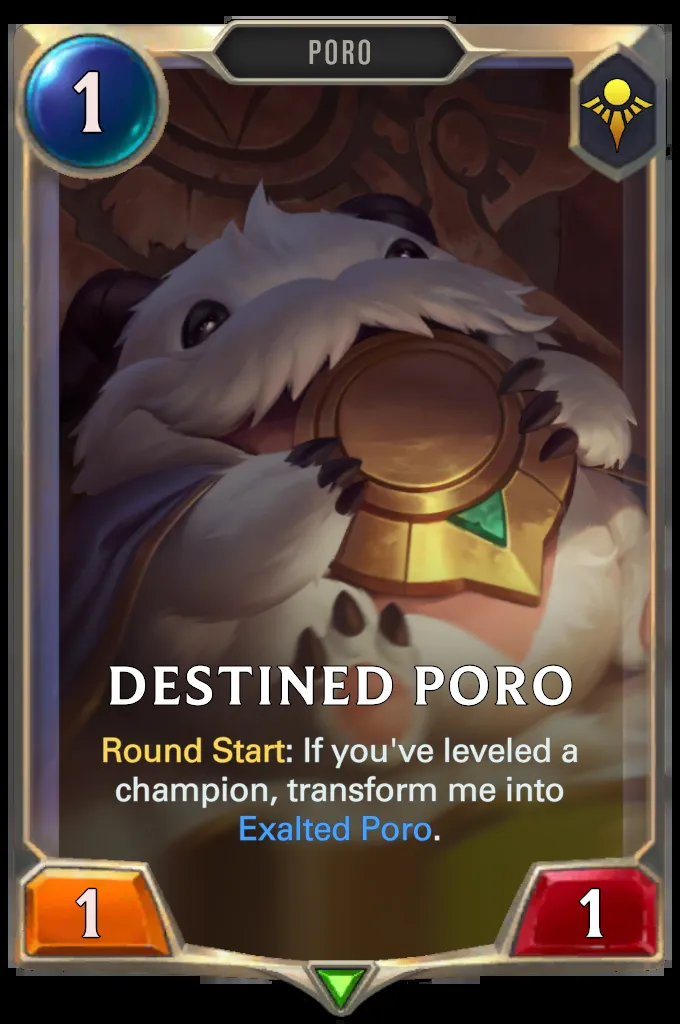 PORO
1
DESTINED PORO
Round Start: If you've leveled a
champion, transform me into
Exalted Poro.
1
1